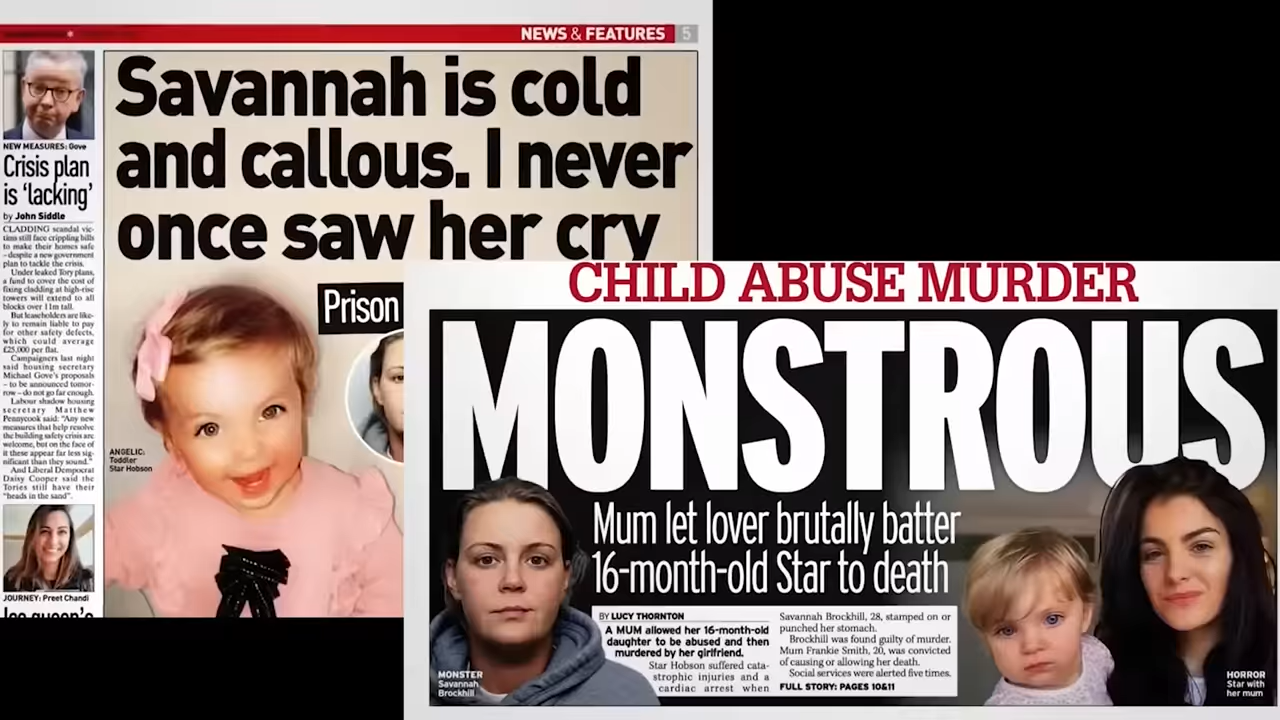 NEWS & FEATURES 5
NEW MEASURES: Gove
Crisis plan
is ‘lacking’
by John Siddle
CLADDING scandal vic-
tims still face crippling bills
to make their homes safe
– despite a new government
plan to tackle the crisis.
Under leaked Tory plans,
a fund to cover the cost of
fixing cladding at high-rise
towers will extend to all
blocks over 11m tall.
But leaseholders are like-
ly to remain liable to pay
for other safety defects,
which could average
£25,000 per flat.
Campaigners last night
said housing secretary
Michael Gove's proposals
– to be announced tomor-
row – do not go far enough.
Labour shadow housing
secretary Matthew
Pennycook said: "Any new
measures that help resolve
the building safety crisis are
welcome, but on the face of
it these appear far less sig-
nificant than they sound."
And Liberal Democrat
Daisy Cooper said the
Tories still have their
"heads in the sand".
JOURNEY: Preet Chandi
Savannah is cold
and callous. I never
once saw her cry
Prison
ANGELIC:
Toddler
Star Hobson
CHILD ABUSE MURDER
MONSTROUS
Mum let lover brutally batter
16-month-old Star to death
BY LUCY THORNTON
A MUM allowed her 16-month-old
daughter to be abused and then
murdered by her girlfriend.
Star Hobson suffered cata-
strophic injuries and a
cardiac arrest when
Savannah Brockhill, 28, stamped on or
punched her stomach.
Brockhill was found guilty of murder.
Mum Frankie Smith, 20, was convicted
of causing or allowing her death.
Social services were alerted five times.
FULL STORY: PAGES 10&11
MONSTER
Savannah
Brockhill
HORROR
Star with
her mum